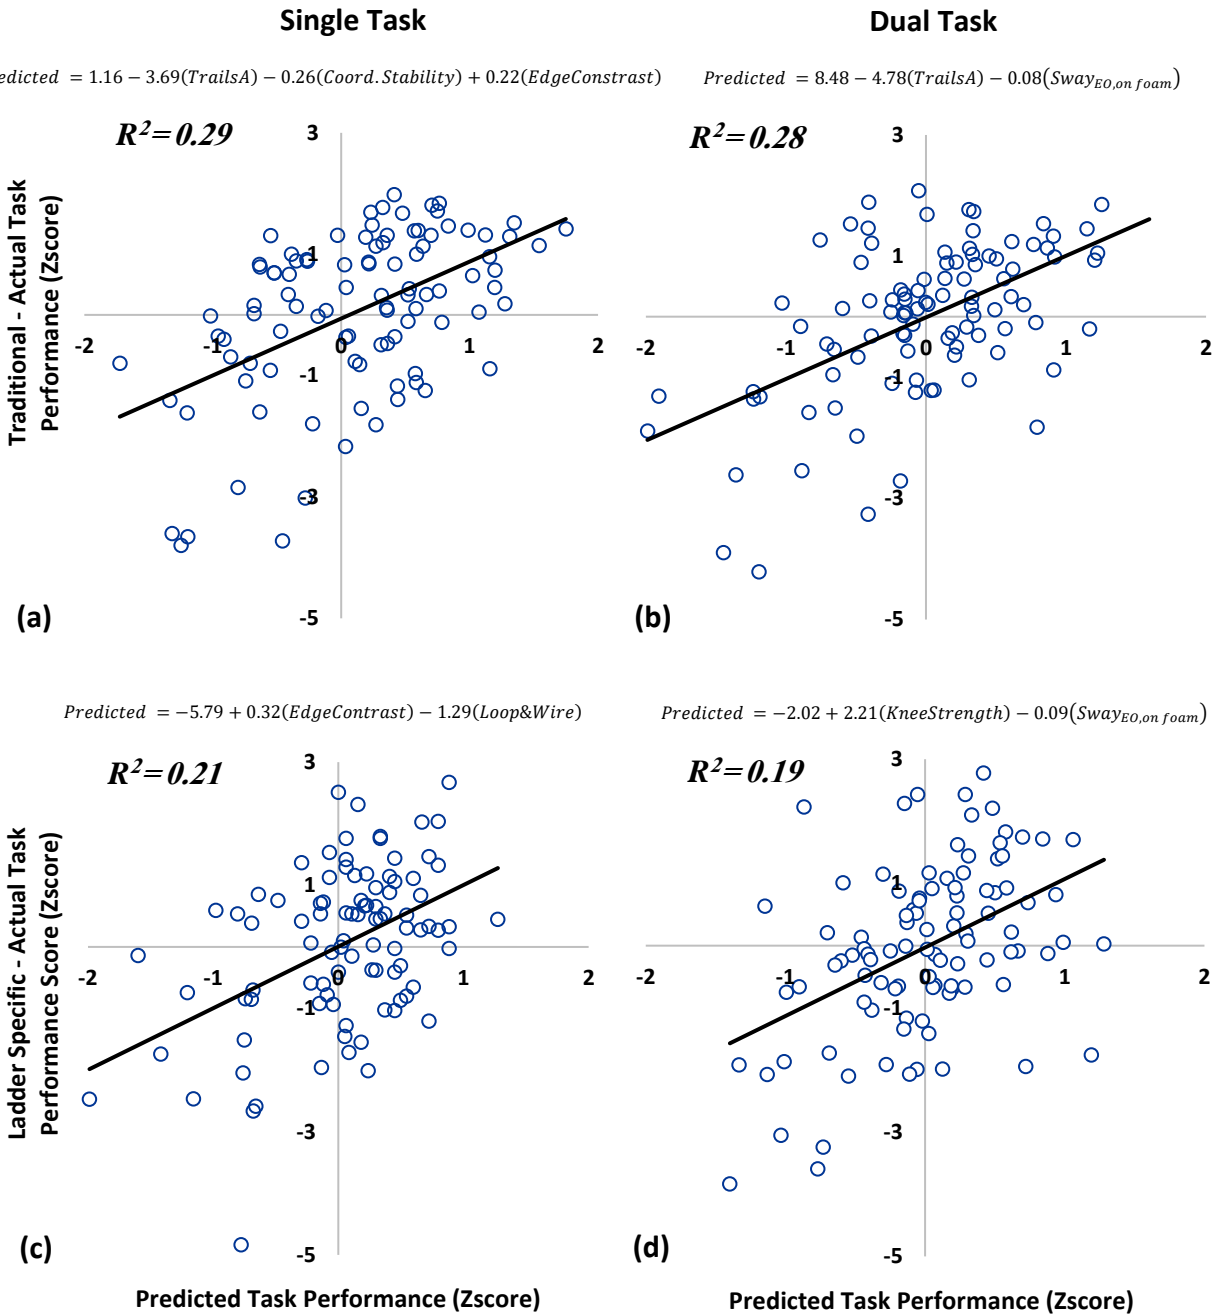 Single Task
Dual Task
edicted = 1.16 − 3.69(TrailsA) − 0.26(Coord. Stability) + 0.22(EdgeConstrast)
Predicted = 8.48 − 4.78(TrailsA) − 0.08(Sway_EO,on foam)
R²=0.29
R²=0.28
Traditional - Actual Task
Performance (Zscore)
3
1
-1
-3
-5
-2
-1
0
1
2
(a)
3
1
-1
-3
-5
-2
-1
0
1
2
(b)
Predicted = −5.79 + 0.32(EdgeContrast) − 1.29(Loop&Wire)
Predicted = −2.02 + 2.21(KneeStrength) − 0.09(Sway_EO,on foam)
R²=0.21
R²=0.19
Ladder Specific - Actual Task
Performance Score (Zscore)
3
1
-1
-3
-5
-2
-1
0
1
2
(c)
3
1
-1
-3
-5
-2
-1
0
1
2
(d)
Predicted Task Performance (Zscore)
Predicted Task Performance (Zscore)